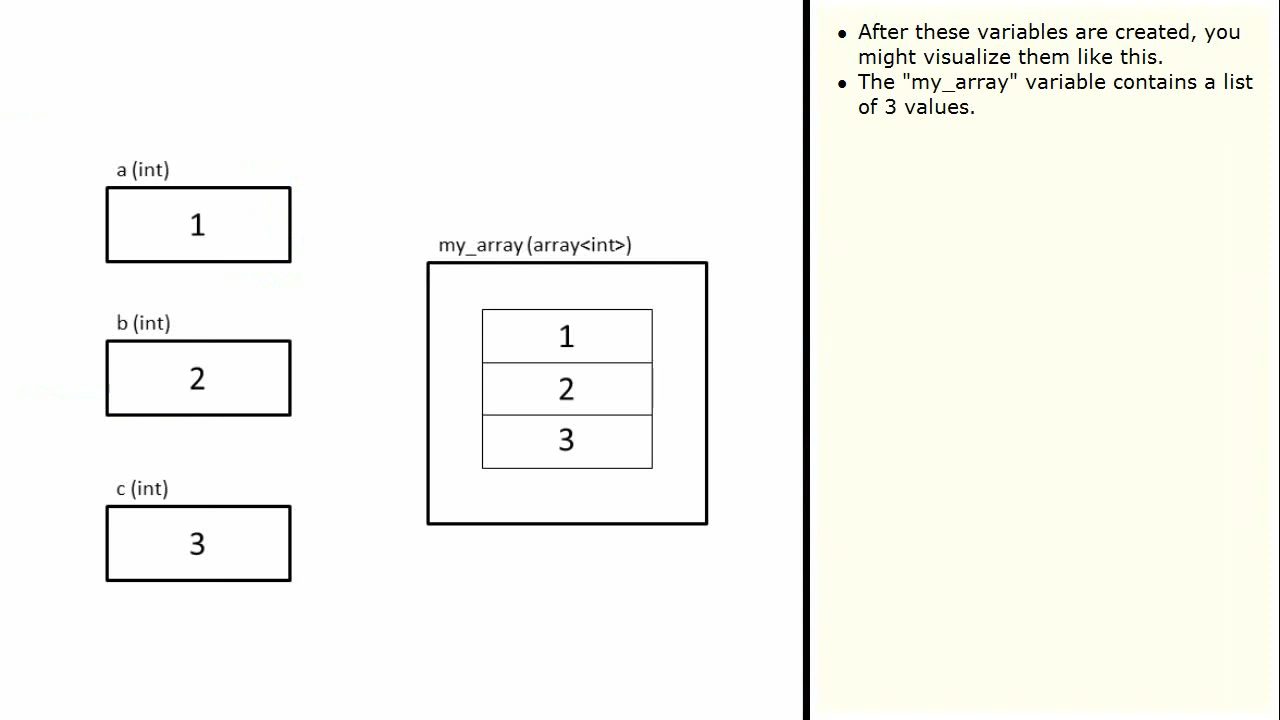 a (int)
1
b (int)
2
c (int)
3
my_array (array<int>)
1
2
3
• After these variables are created, you
might visualize them like this.
• The "my_array" variable contains a list
of 3 values.